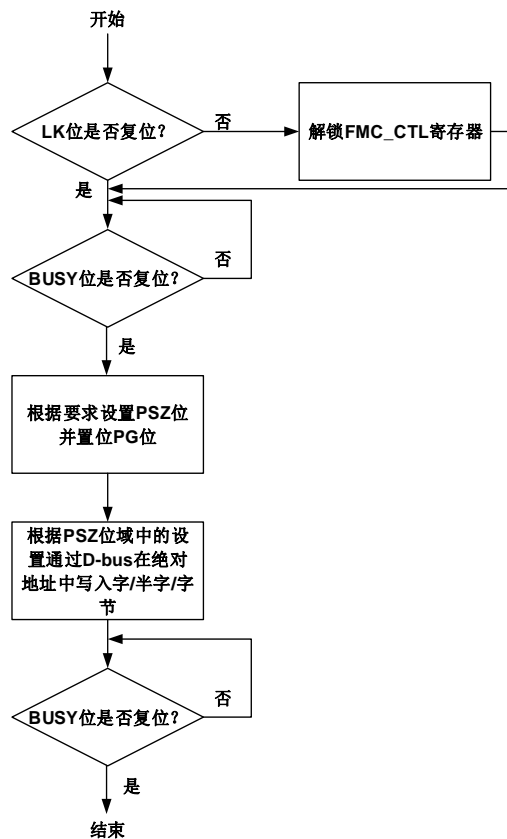 开始
LK位是否复位？
否
解锁FMC_CTL寄存器
是
BUSY位是否复位？
否
是
根据要求设置PSZ位
并置位PG位
根据PSZ位域中的设
置通过D-bus在绝对
地址中写入字/半字/字
节
BUSY位是否复位？
否
是
结束